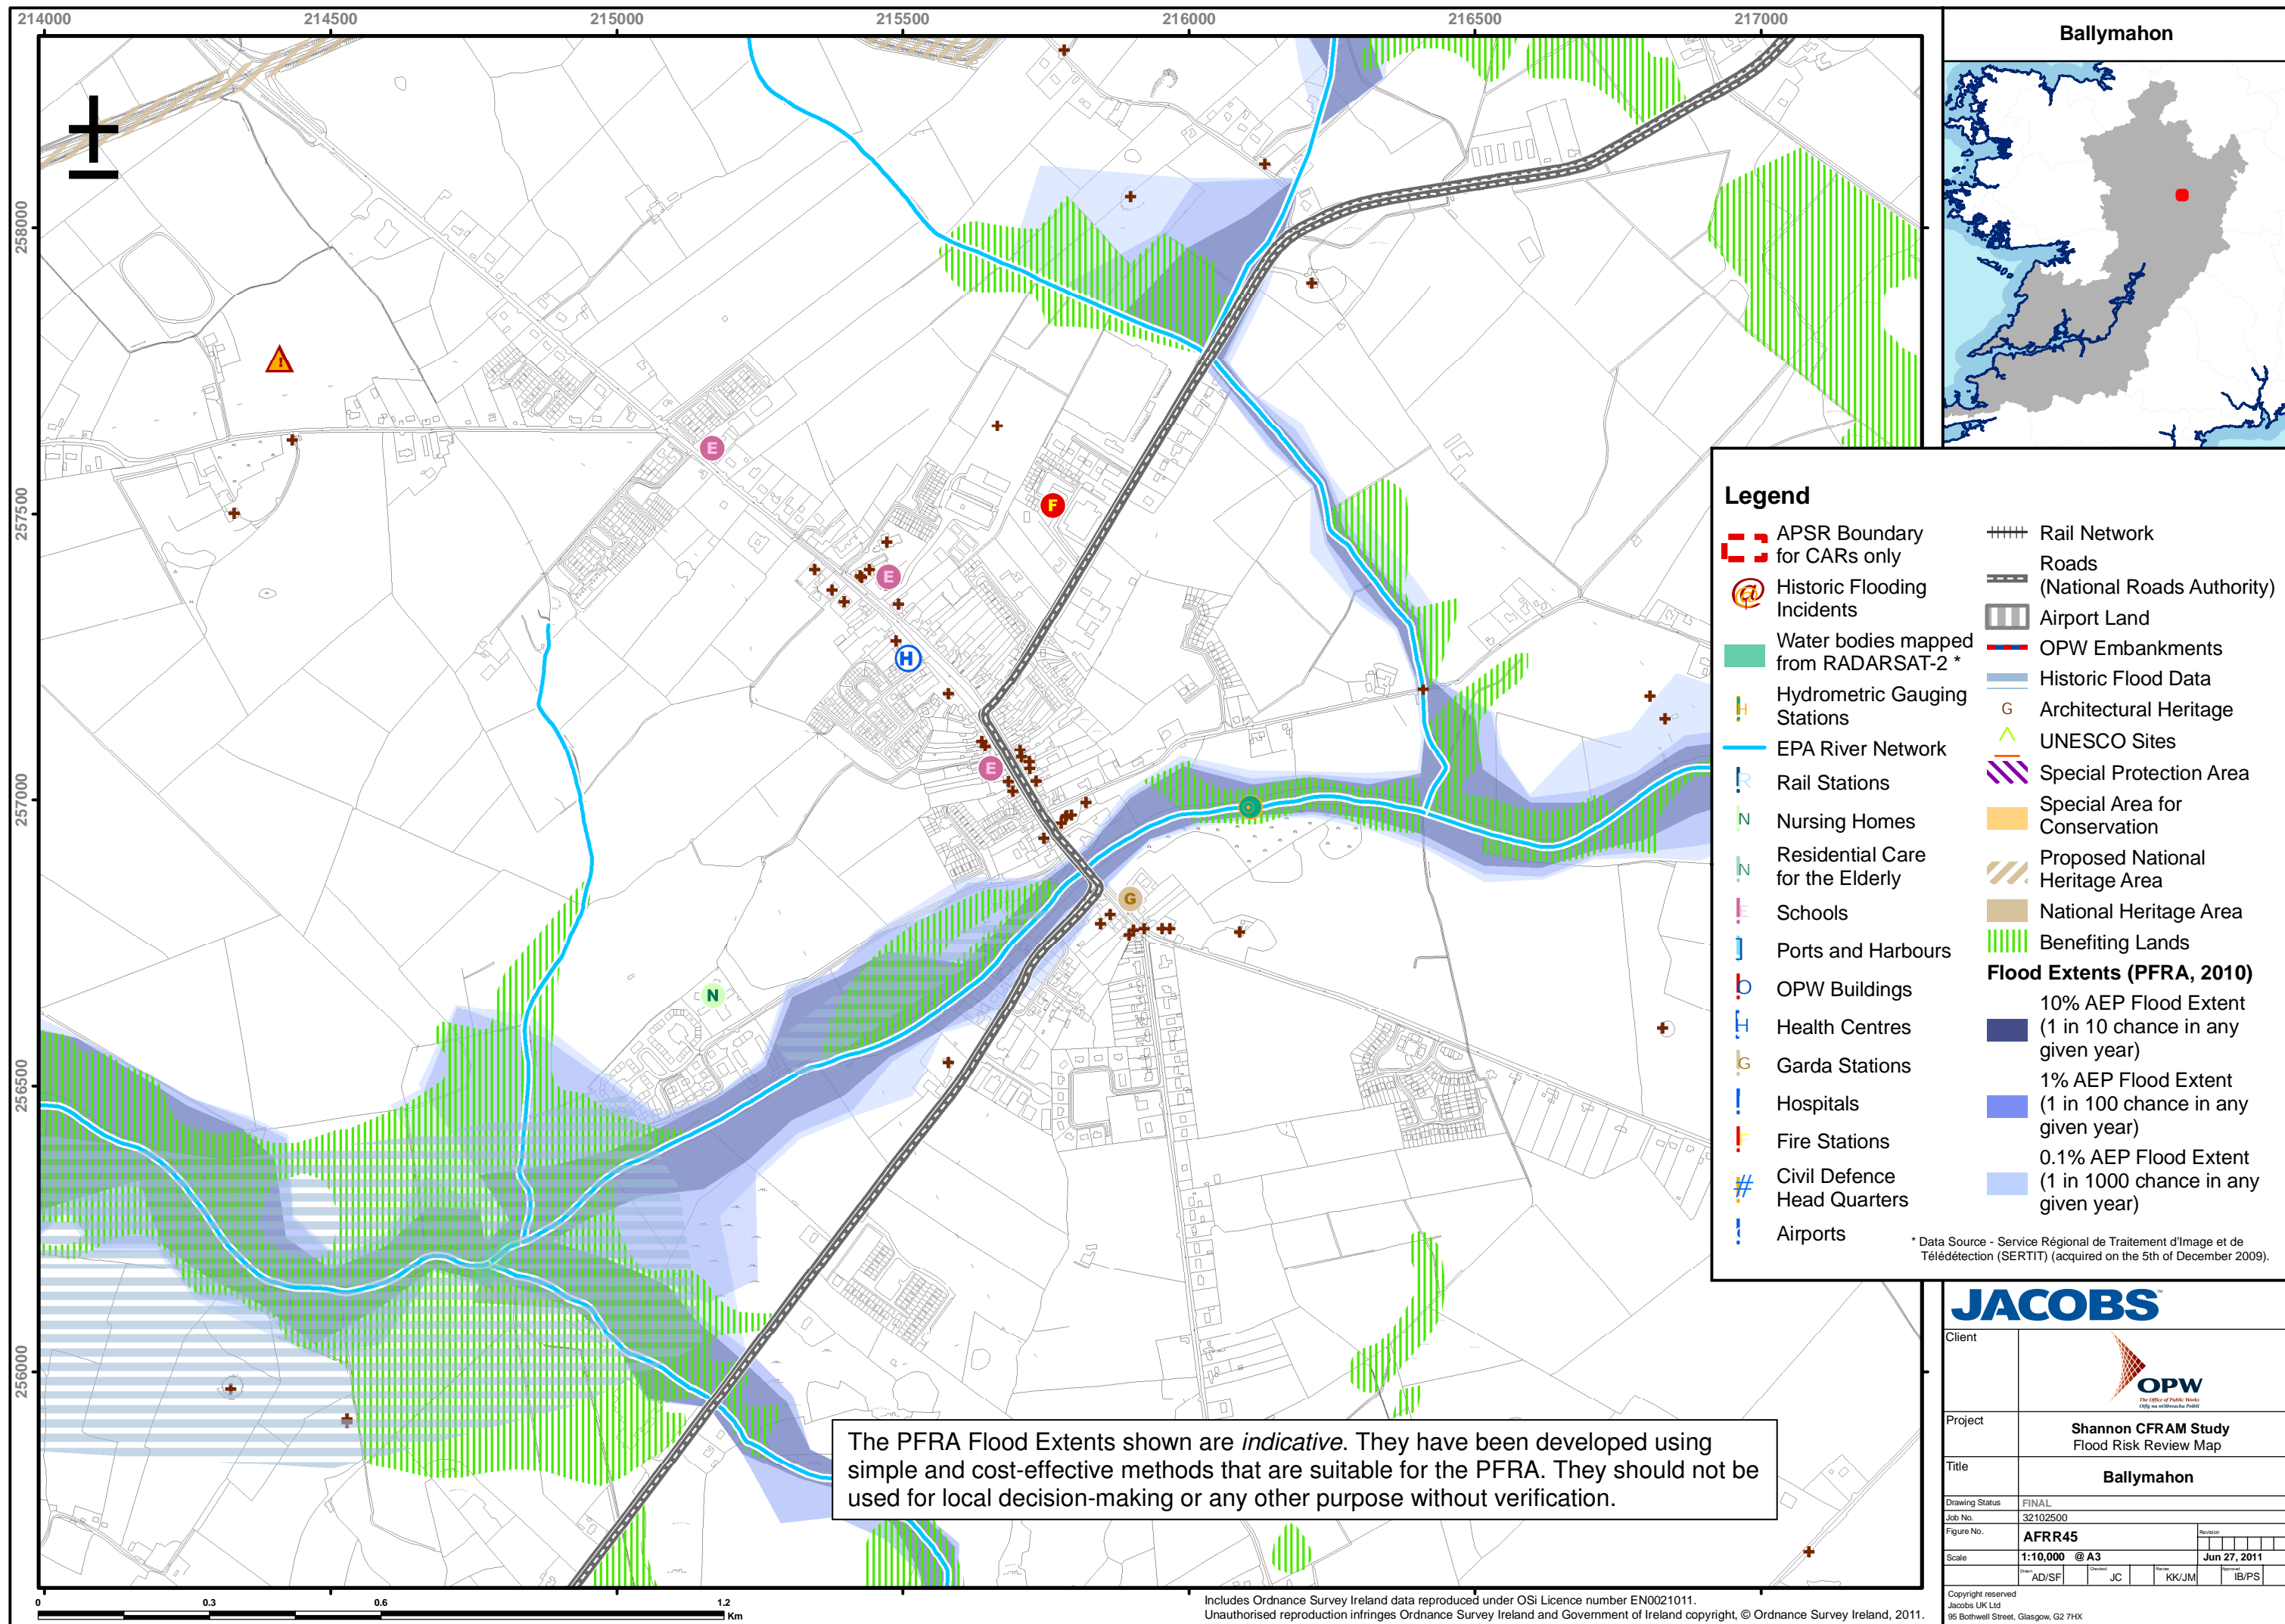 214000
214500
215000
215500
216000
216500
217000
258000
257500
257000
256500
256000
E
F
E
H
E
G
N
The PFRA Flood Extents shown are indicative. They have been developed using
simple and cost-effective methods that are suitable for the PFRA. They should not be
used for local decision-making or any other purpose without verification.
0
0.3
0.6
1.2
Km
Includes Ordnance Survey Ireland data reproduced under OSi Licence number EN0021011.
Unauthorised reproduction infringes Ordnance Survey Ireland and Government of Ireland copyright, © Ordnance Survey Ireland, 2011.
Ballymahon
Legend
APSR Boundary
for CARs only
@
Historic Flooding
Incidents
Water bodies mapped
from RADARSAT-2 *
H
Hydrometric Gauging
Stations
EPA River Network
R
Rail Stations
N
Nursing Homes
N
Residential Care
for the Elderly
E
Schools
]
Ports and Harbours
O
OPW Buildings
H
Health Centres
G
Garda Stations
!
Hospitals
F
Fire Stations
#
Civil Defence
Head Quarters
Airports
Rail Network
Roads
(National Roads Authority)
Airport Land
OPW Embankments
Historic Flood Data
G
Architectural Heritage
UNESCO Sites
Special Protection Area
Special Area for
Conservation
Proposed National
Heritage Area
National Heritage Area
Benefiting Lands
Flood Extents (PFRA, 2010)
10% AEP Flood Extent
(1 in 10 chance in any
given year)
1% AEP Flood Extent
(1 in 100 chance in any
given year)
0.1% AEP Flood Extent
(1 in 1000 chance in any
given year)
* Data Source - Service Régional de Traitement d'Image et de
Télédétection (SERTIT) (acquired on the 5th of December 2009).
JACOBS
Client
OPW
The Office of Public Works
Oifig na nOibreacha Poiblí
Project
Shannon CFRAM Study
Flood Risk Review Map
Title
Ballymahon
Drawing Status
FINAL
Job No.
32102500
Figure No.
AFRR45
Revision
Scale
1:10,000 @ A3
Jun 27, 2011
Drawn
AD/SF
Checked
JC
Review
KK/JM
Approved
IB/PS
Copyright reserved
Jacobs UK Ltd
95 Bothwell Street, Glasgow, G2 7HX